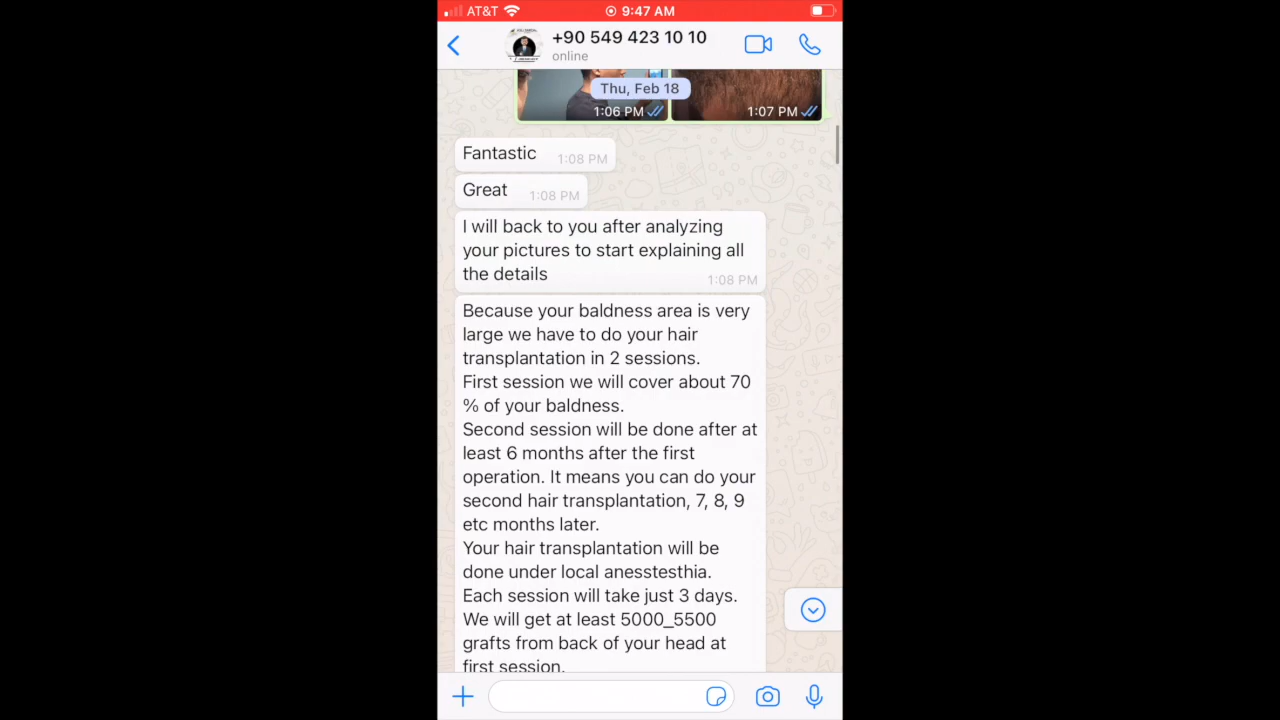 AT&T 9:47 AM
+90 549 423 10 10
online
Thu, Feb 18
1:06 PM 1:07 PM
Fantastic 1:08 PM
Great 1:08 PM
I will back to you after analyzing
your pictures to start explaining all
the details 1:08 PM
Because your baldness area is very
large we have to do your hair
transplantation in 2 sessions.
First session we will cover about 70
% of your baldness.
Second session will be done after at
least 6 months after the first
operation. It means you can do your
second hair transplantation, 7, 8, 9
etc months later.
Your hair transplantation will be
done under local anesstesthia.
Each session will take just 3 days.
We will get at least 5000_5500
grafts from back of your head at
first session.